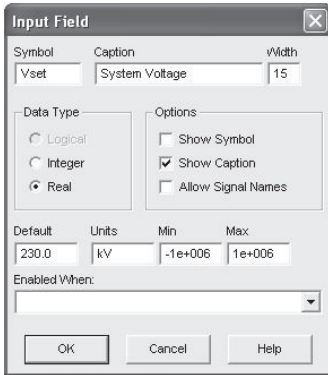 Input Field
Symbol Caption Width
Vset System Voltage 15
Data Type Options
Logical Show Symbol
Integer Show Caption
Real Allow Signal Names
Default Units Min Max
230.0 kV -1e+006 1e+006
Enabled When:
OK Cancel Help